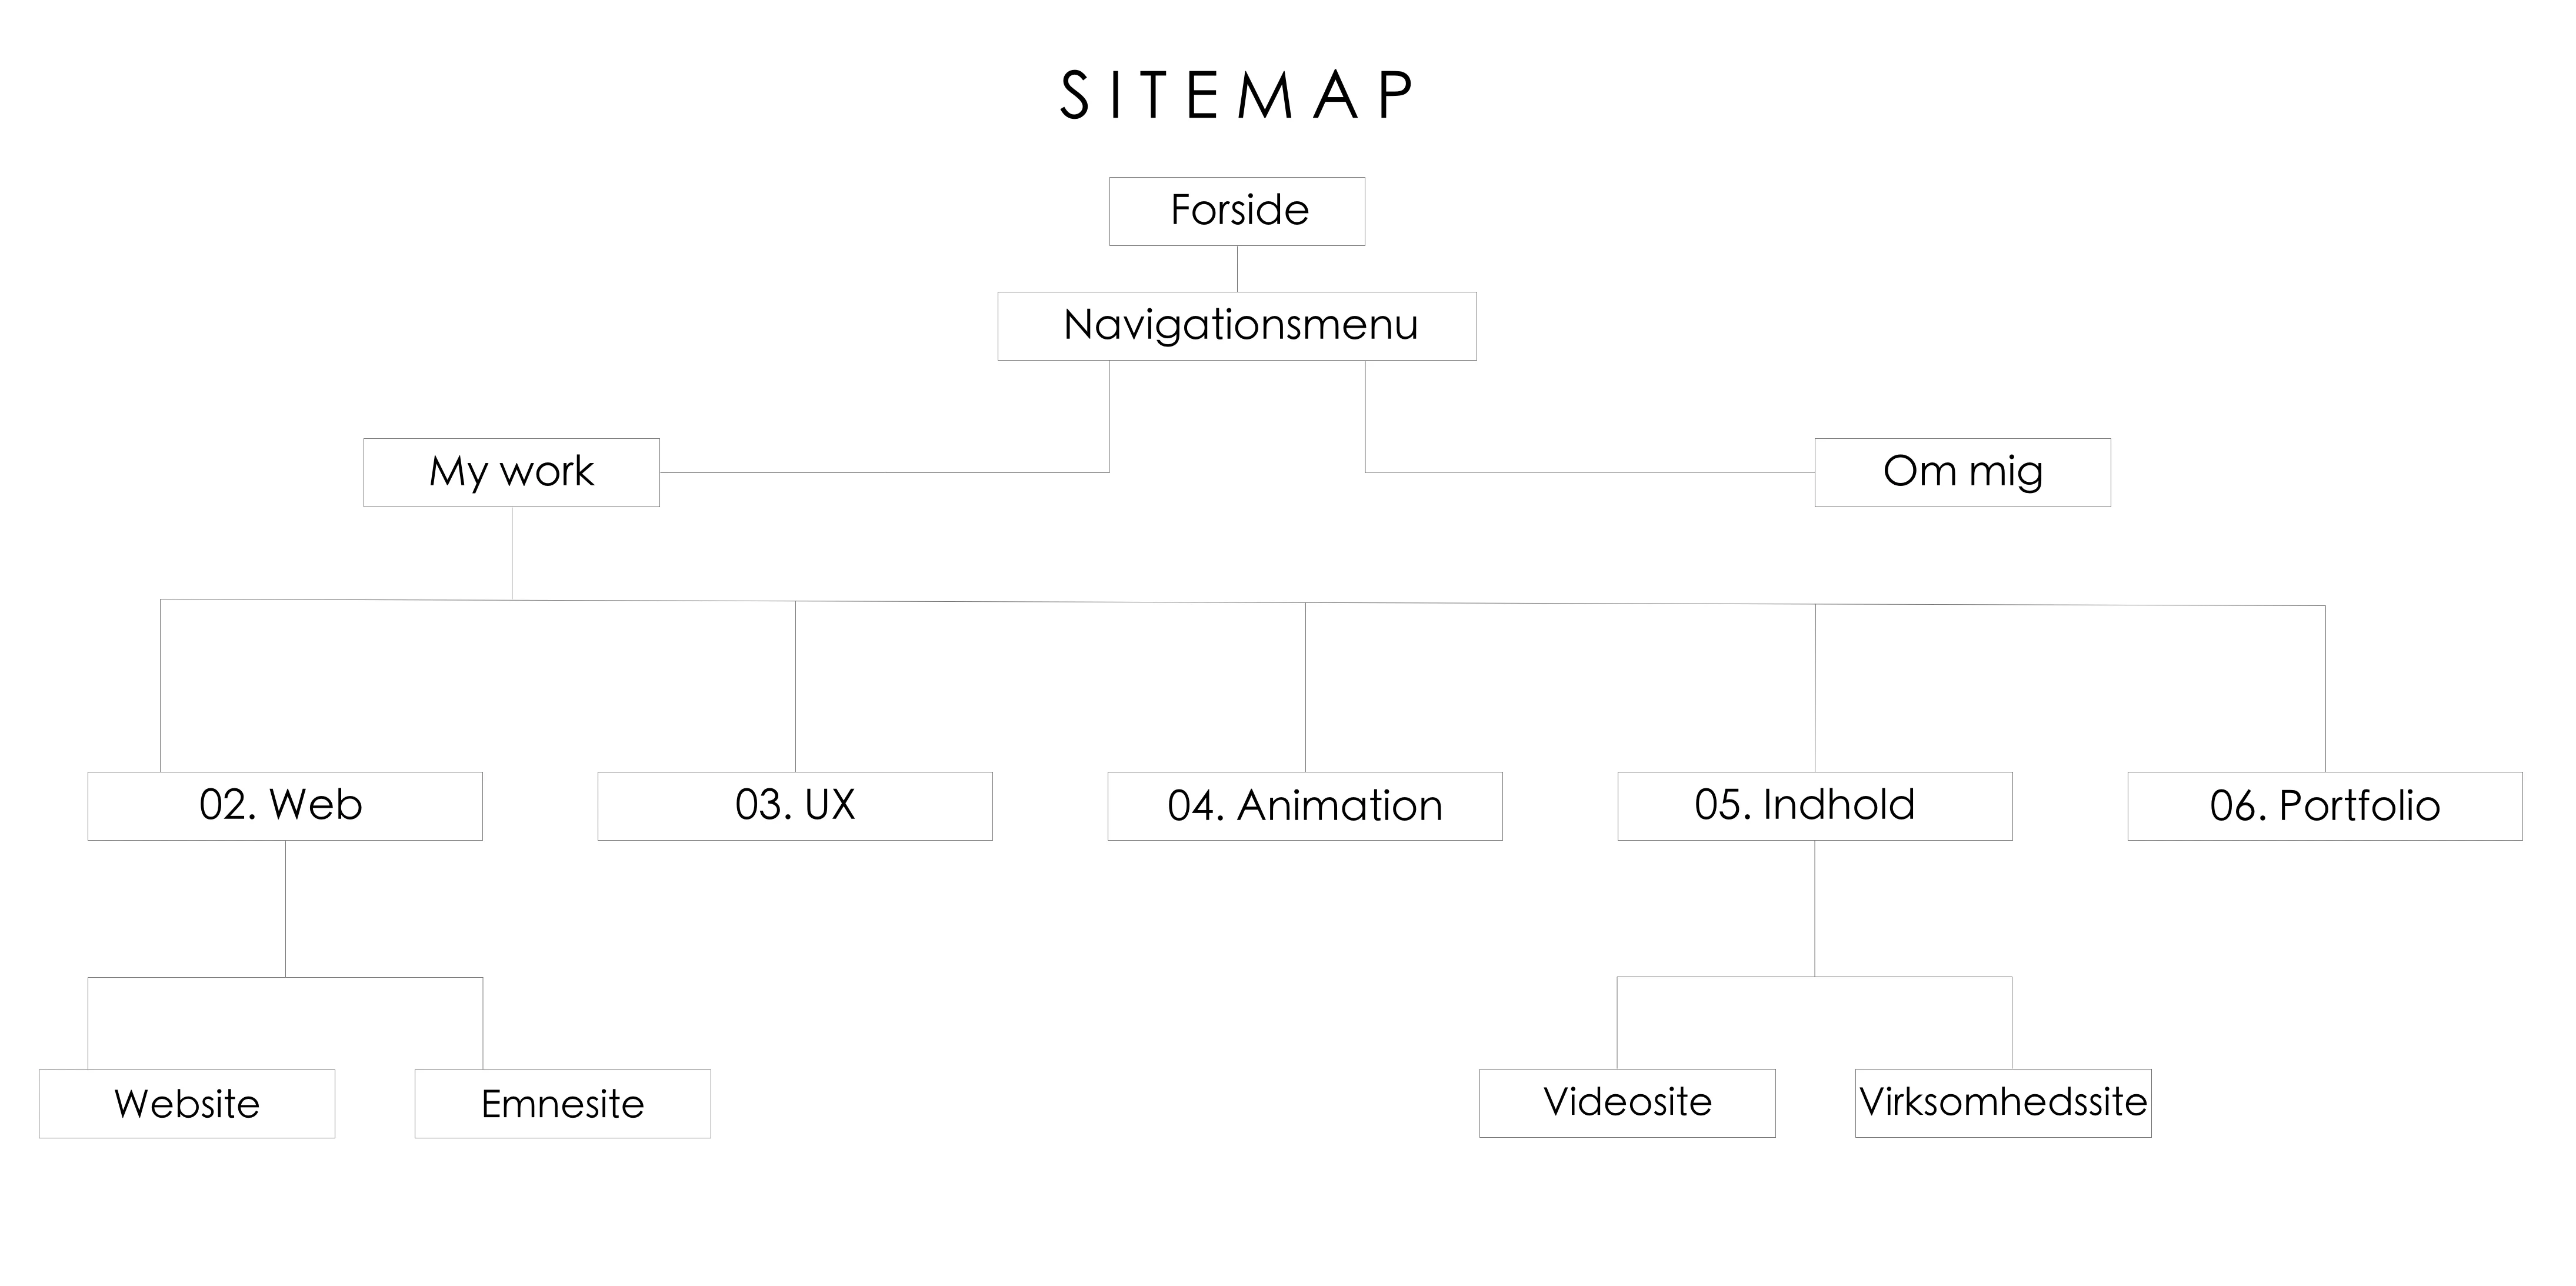 SITEMAP
Forside
Navigationsmenu
My work
Om mig
02. Web
03. UX
04. Animation
05. Indhold
06. Portfolio
Website
Emnesite
Videosite
Virksomhedssite